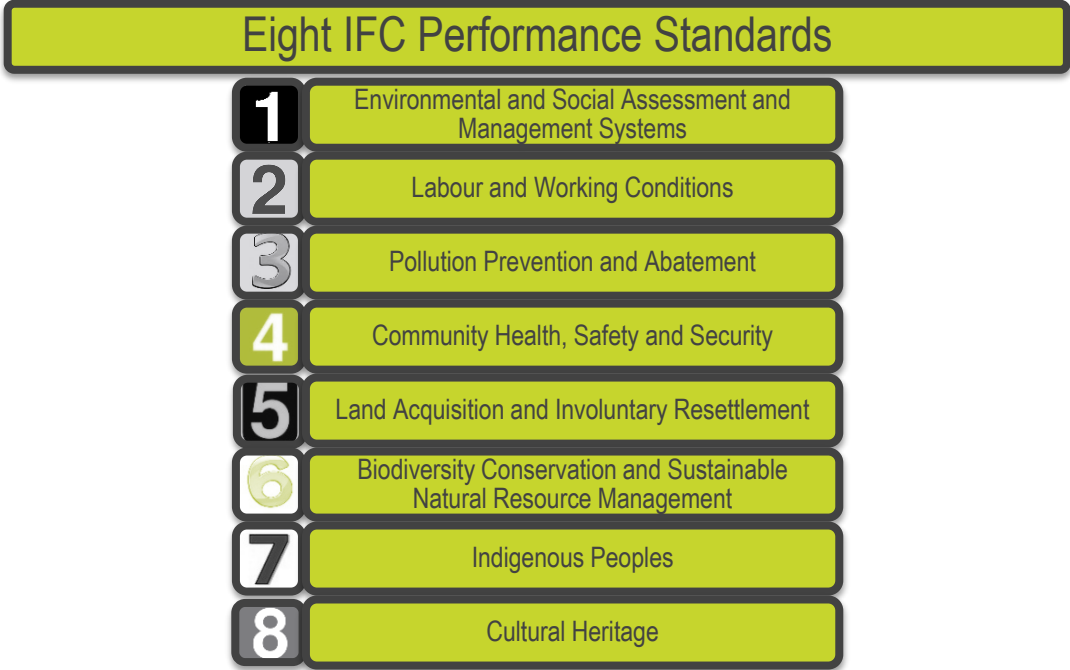 Eight IFC Performance Standards
1
Environmental and Social Assessment and
Management Systems
2
Labour and Working Conditions
3
Pollution Prevention and Abatement
4
Community Health, Safety and Security
5
Land Acquisition and Involuntary Resettlement
6
Biodiversity Conservation and Sustainable
Natural Resource Management
7
Indigenous Peoples
8
Cultural Heritage